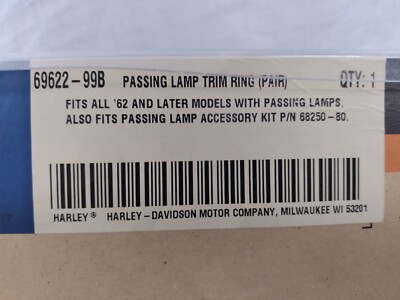 69622-99B PASSING LAMP TRIM RING (PAIR) QTY: 1
FITS ALL '62 AND LATER MODELS WITH PASSING LAMPS.
ALSO FITS PASSING LAMP ACCESSORY KIT P/N 68250-80.
HARLEY® HARLEY-DAVIDSON MOTOR COMPANY, MILWAUKEE WI 53201